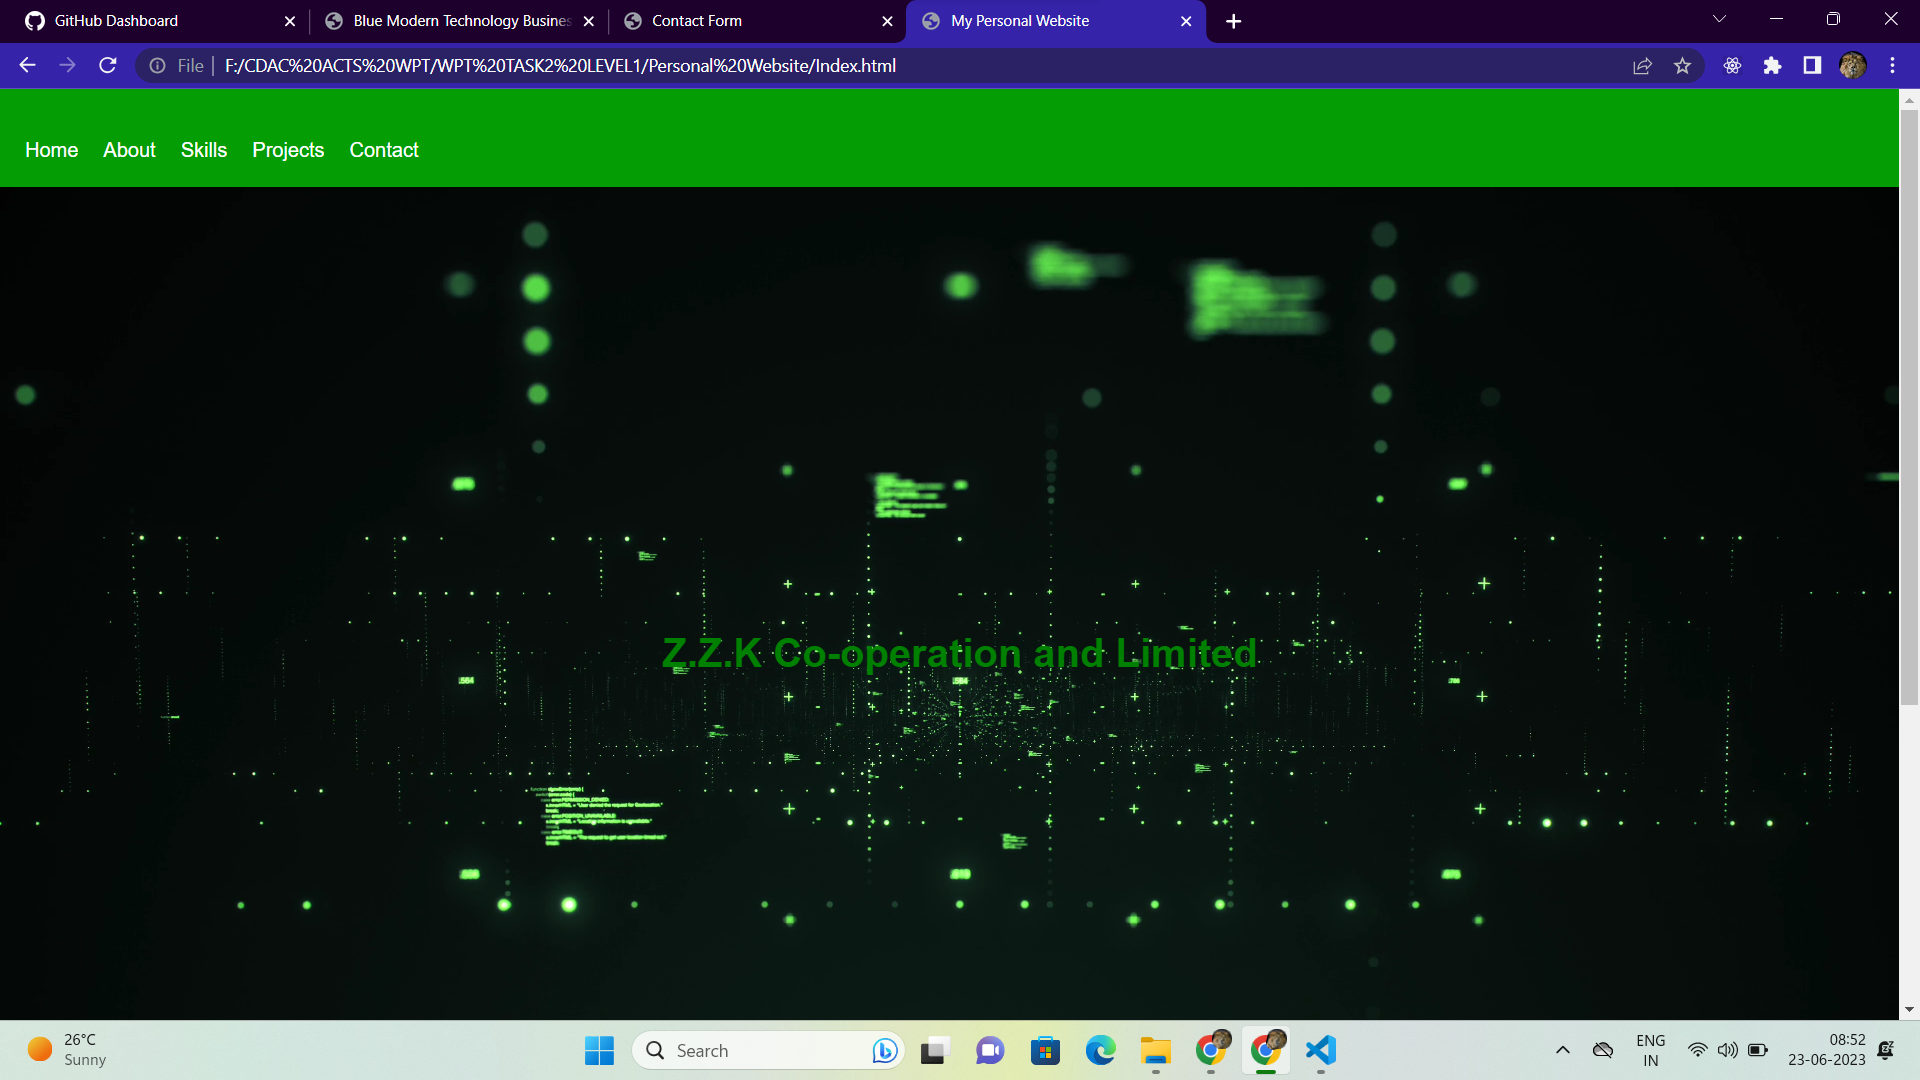 GitHub Dashboard
Blue Modern Technology Busines
Contact Form
My Personal Website
File
F:/CDAC%20ACTS%20WPT/WPT%20TASK2%20LEVEL1/Personal%20Website/Index.html
Home About Skills Projects Contact
Z.Z.K Co-operation and Limited
26°C
Sunny
Search
ENG
IN
08:52
23-06-2023